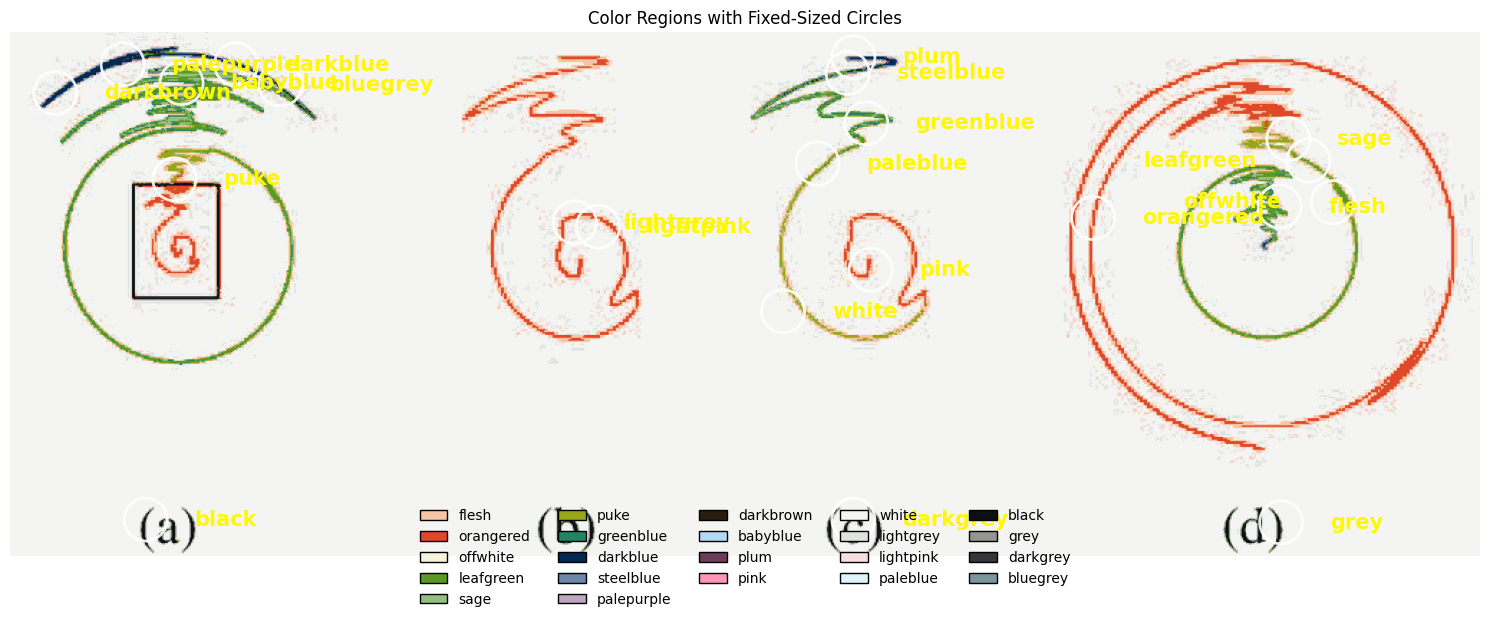 Color Regions with Fixed-Sized Circles
plum
palepurple
darkblue
steelblue
babyblue
bluegrey
darkbrown
greenblue
sage
paleblue
leafgreen
puke
offwhite
flesh
orangered
lightgrey
lightpink
pink
white
black
darkgrey
grey
(a)
(b)
(c)
(d)
flesh
orangered
offwhite
leafgreen
sage
puke
greenblue
darkblue
steelblue
palepurple
darkbrown
babyblue
plum
pink
white
lightgrey
lightpink
paleblue
black
grey
darkgrey
bluegrey